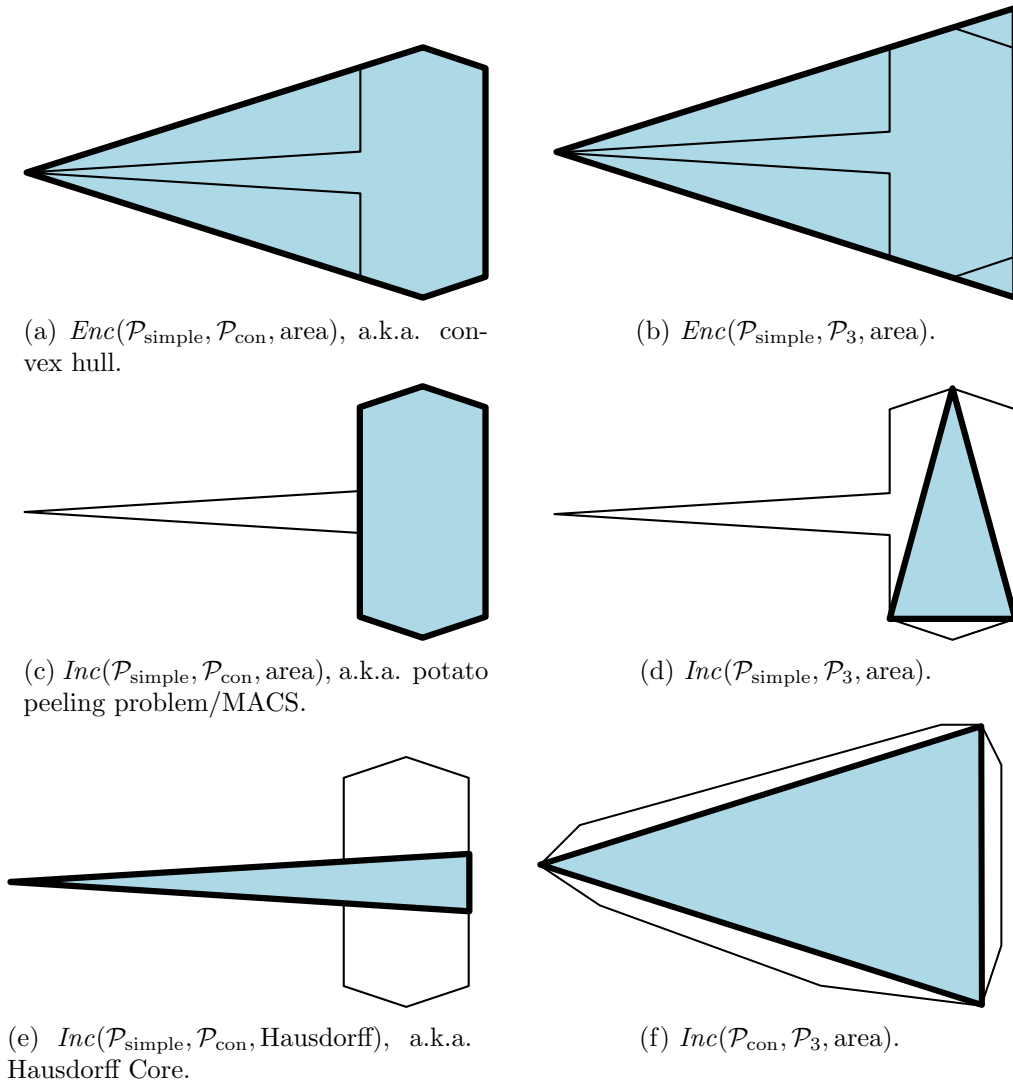 (a) Enc(𝒫simple, 𝒫con, area), a.k.a. con-
vex hull.
(b) Enc(𝒫simple, 𝒫3, area).
(c) Inc(𝒫simple, 𝒫con, area), a.k.a. potato
peeling problem/MACS.
(d) Inc(𝒫simple, 𝒫3, area).
(e) Inc(𝒫simple, 𝒫con, Hausdorff), a.k.a.
Hausdorff Core.
(f) Inc(𝒫con, 𝒫3, area).